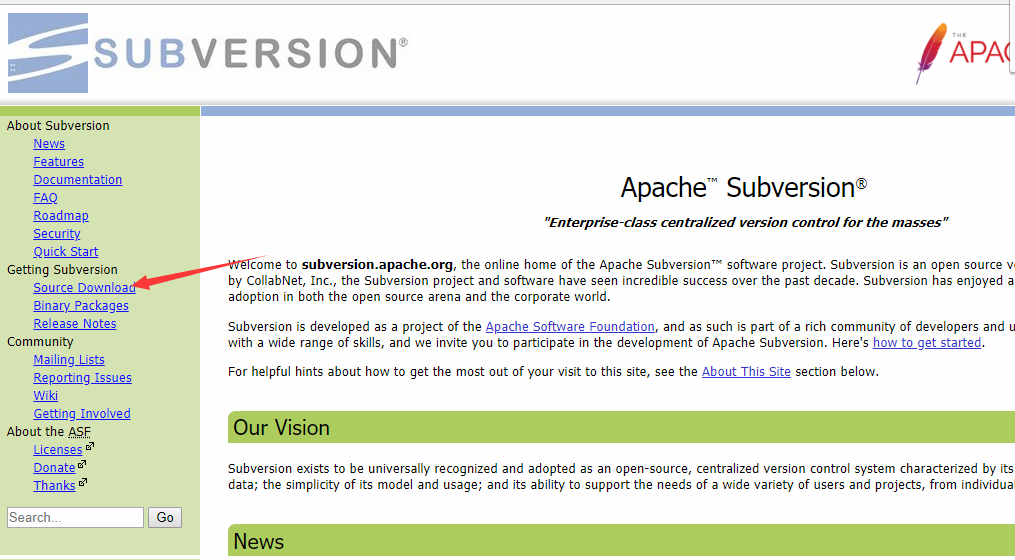 SUBVERSION®
THE
APAC
About Subversion
News
Features
Documentation
FAQ
Roadmap
Security
Quick Start
Getting Subversion
Source Download
Binary Packages
Release Notes
Community
Mailing Lists
Reporting Issues
Wiki
Getting Involved
About the ASF
Licenses
Donate
Thanks
Search...
Go
Apache™ Subversion®
"Enterprise-class centralized version control for the masses"
Welcome to subversion.apache.org, the online home of the Apache Subversion™ software project. Subversion is an open source ve
by CollabNet, Inc., the Subversion project and software have seen incredible success over the past decade. Subversion has enjoyed a
adoption in both the open source arena and the corporate world.
Subversion is developed as a project of the Apache Software Foundation, and as such is part of a rich community of developers and u
with a wide range of skills, and we invite you to participate in the development of Apache Subversion. Here's how to get started.
For helpful hints about how to get the most out of your visit to this site, see the About This Site section below.
Our Vision
Subversion exists to be universally recognized and adopted as an open-source, centralized version control system characterized by its
data; the simplicity of its model and usage; and its ability to support the needs of a wide variety of users and projects, from individual
News